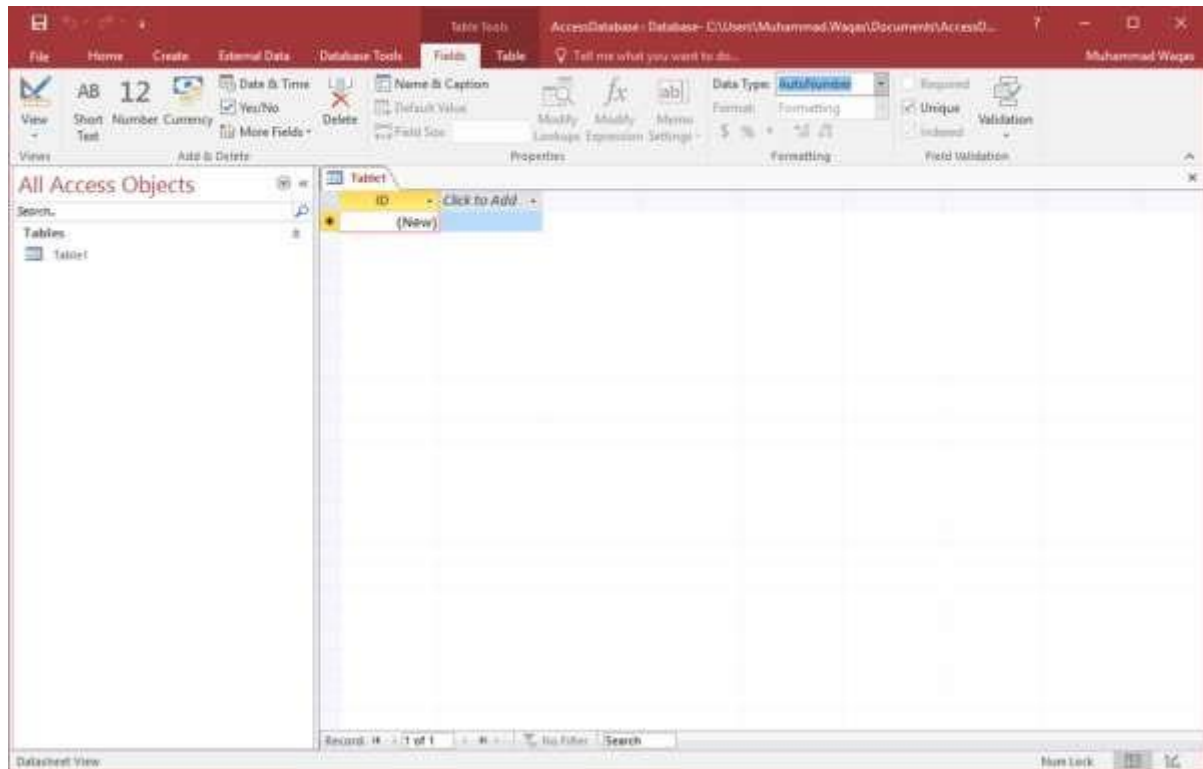 Table Tools
AccessDatabase : Database- C:\Users\Muhammad.Waqas\Documents\AccessD...
?
File Home Create External Data Database Tools Fields Table Tell me what you want to do...
Muhammad Waqas
View
AB
Short Text
12
Number
Currency
Date & Time
Yes/No
More Fields
Delete
Name & Caption
Default Value
Field Size
Modify Lookups
fx
Modify Expression
ab
Memo Settings
Data Type: AutoNumber
Format: Formatting
$ %
Required
Unique
Indexed
Validation
Views
Add & Delete
Properties
Formatting
Field Validation
All Access Objects
Search...
Tables
Table1
Table1
ID Click to Add
(New)
Record: 1 of 1 No Filter Search
Datasheet View
Num Lock